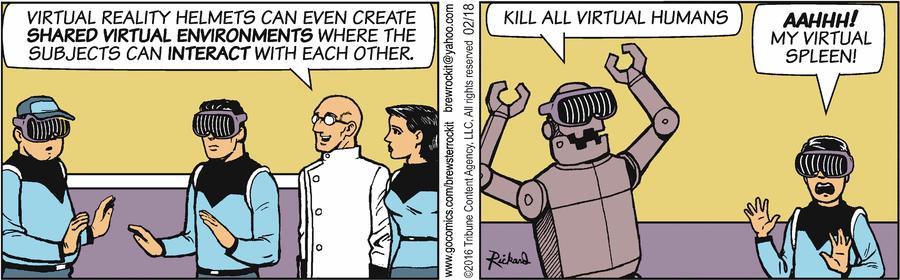 VIRTUAL REALITY HELMETS CAN EVEN CREATE
SHARED VIRTUAL ENVIRONMENTS WHERE THE
SUBJECTS CAN INTERACT WITH EACH OTHER.
www.gocomics.com/brewsterrockit brewrockit@yahoo.com 02/18
©2016 Tribune Content Agency, LLC, All rights reserved
KILL ALL VIRTUAL HUMANS
AAHHH!
MY VIRTUAL
SPLEEN!
Rickard